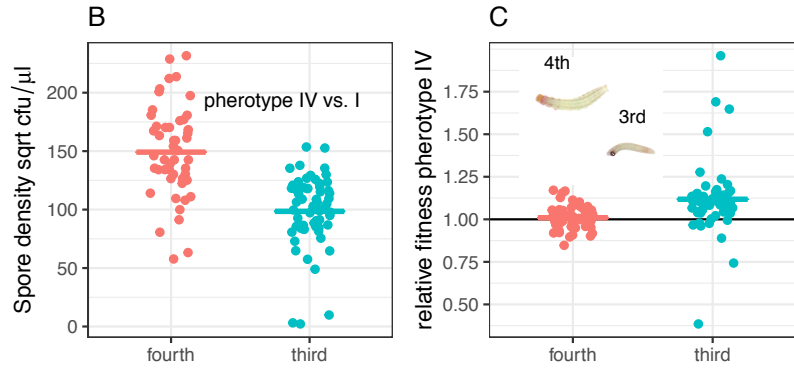 B
Spore density sqrt cfu/µl
200
150
100
50
0
pherotype IV vs. I
fourth
third
C
relative fitness pherotype IV
1.75
1.50
1.25
1.00
0.75
0.50
4th
3rd
fourth
third